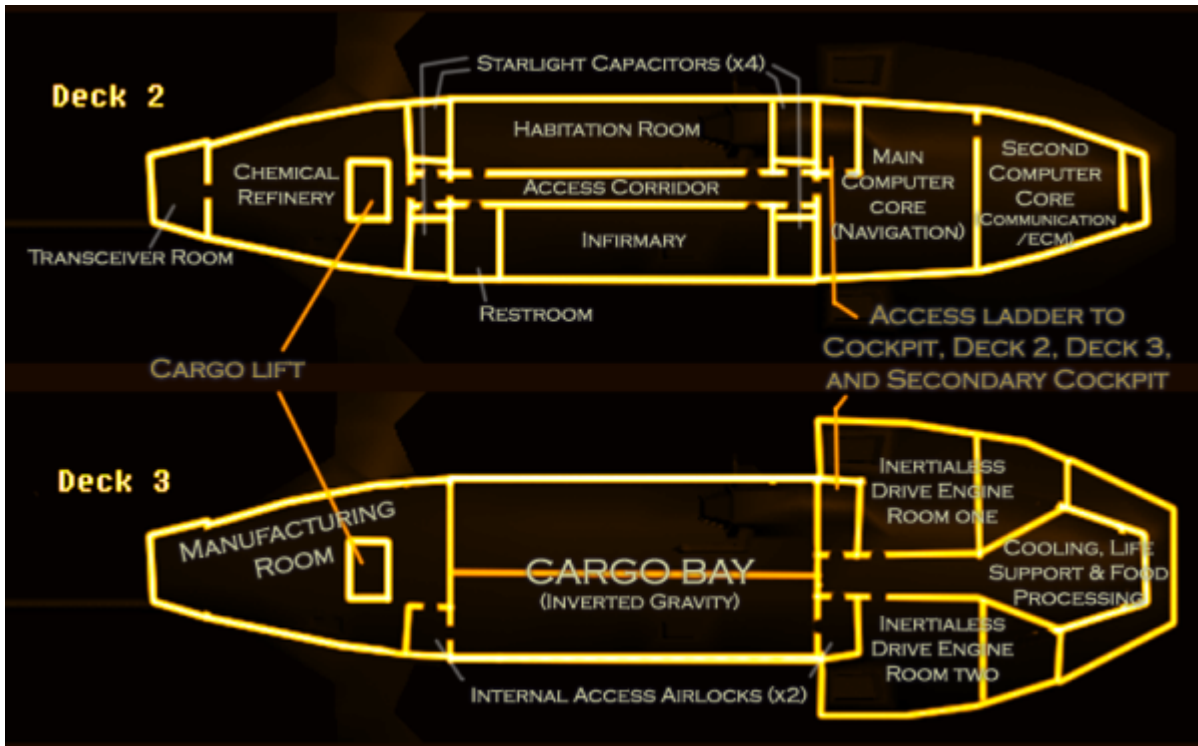 Deck 2
STARLIGHT CAPACITORS (X4)
HABITATION ROOM
CHEMICAL
REFINERY
ACCESS CORRIDOR
MAIN
COMPUTER
CORE
(NAVIGATION)
SECOND
COMPUTER
CORE
(COMMUNICATION
/ECM)
TRANSCEIVER ROOM
INFIRMARY
RESTROOM
CARGO LIFT
ACCESS LADDER TO
COCKPIT, DECK 2, DECK 3,
AND SECONDARY COCKPIT
Deck 3
MANUFACTURING
ROOM
CARGO BAY
(INVERTED GRAVITY)
INERTIALESS
DRIVE ENGINE
ROOM ONE
COOLING, LIFE
SUPPORT & FOOD
PROCESSING
INERTIALESS
DRIVE ENGINE
ROOM TWO
INTERNAL ACCESS AIRLOCKS (X2)